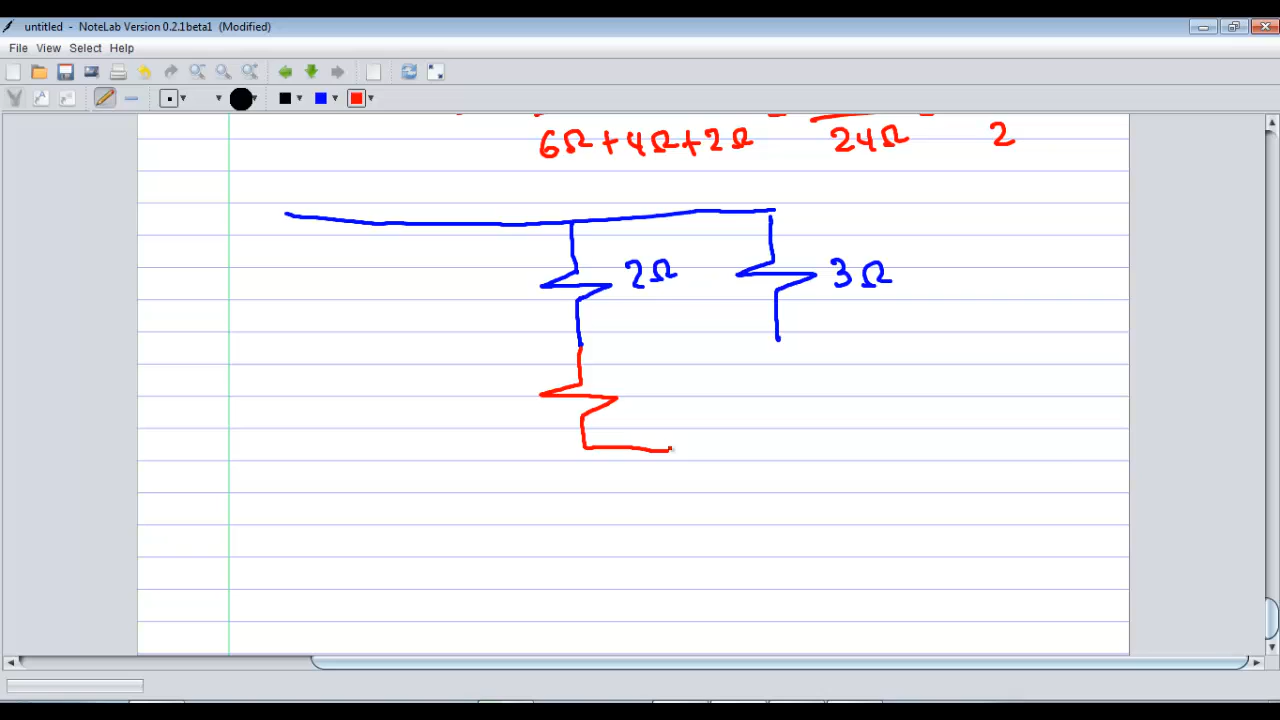 untitled - NoteLab Version 0.2.1beta1 (Modified)
File View Select Help
6Ω+4Ω+2Ω 24Ω 2
2Ω 3Ω